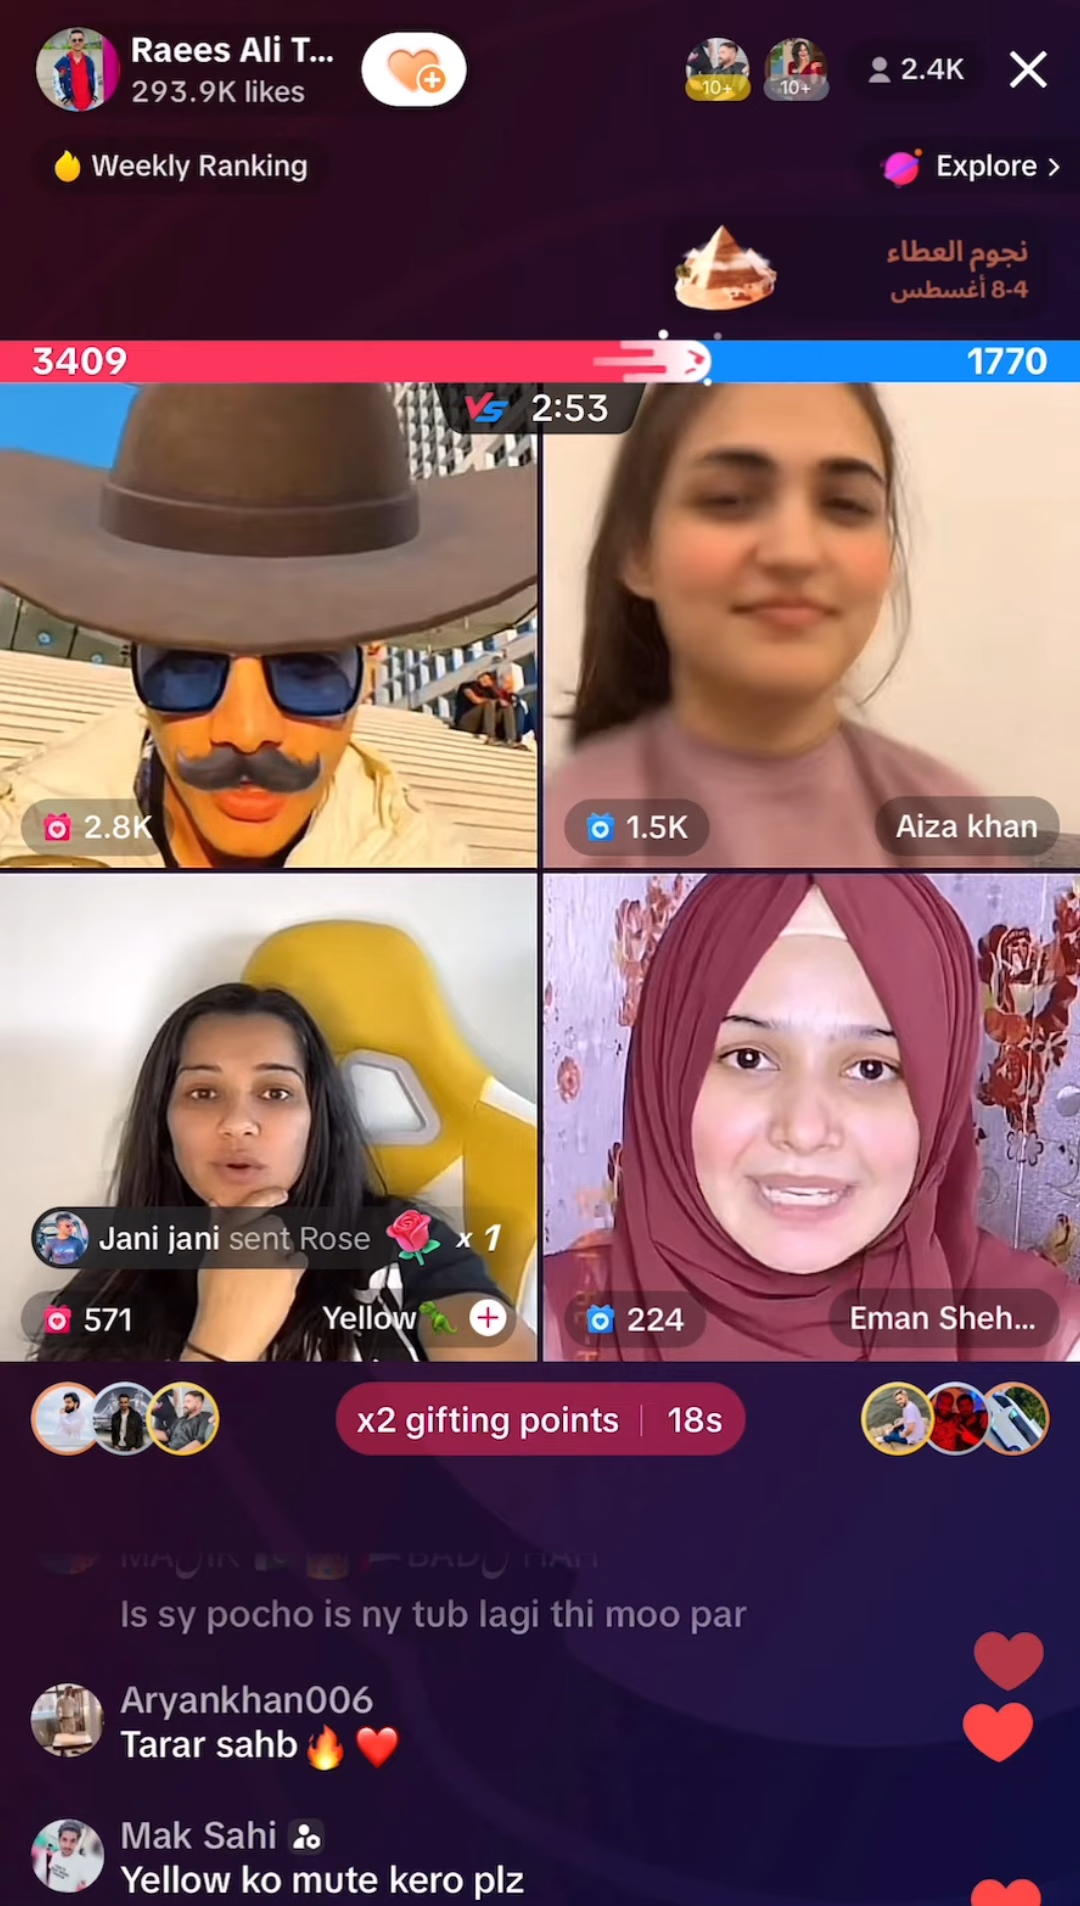 Raees Ali T...
293.9K likes
10+
10+
2.4K
Weekly Ranking
Explore >
نجوم العطاء
4-8 أغسطس
3409
1770
VS 2:53
2.8K
1.5K
Aiza khan
Jani jani sent Rose x 1
571
Yellow
224
Eman Sheh...
x2 gifting points | 18s
Is sy pocho is ny tub lagi thi moo par
Aryankhan006
Tarar sahb🔥❤️
Mak Sahi
Yellow ko mute kero plz